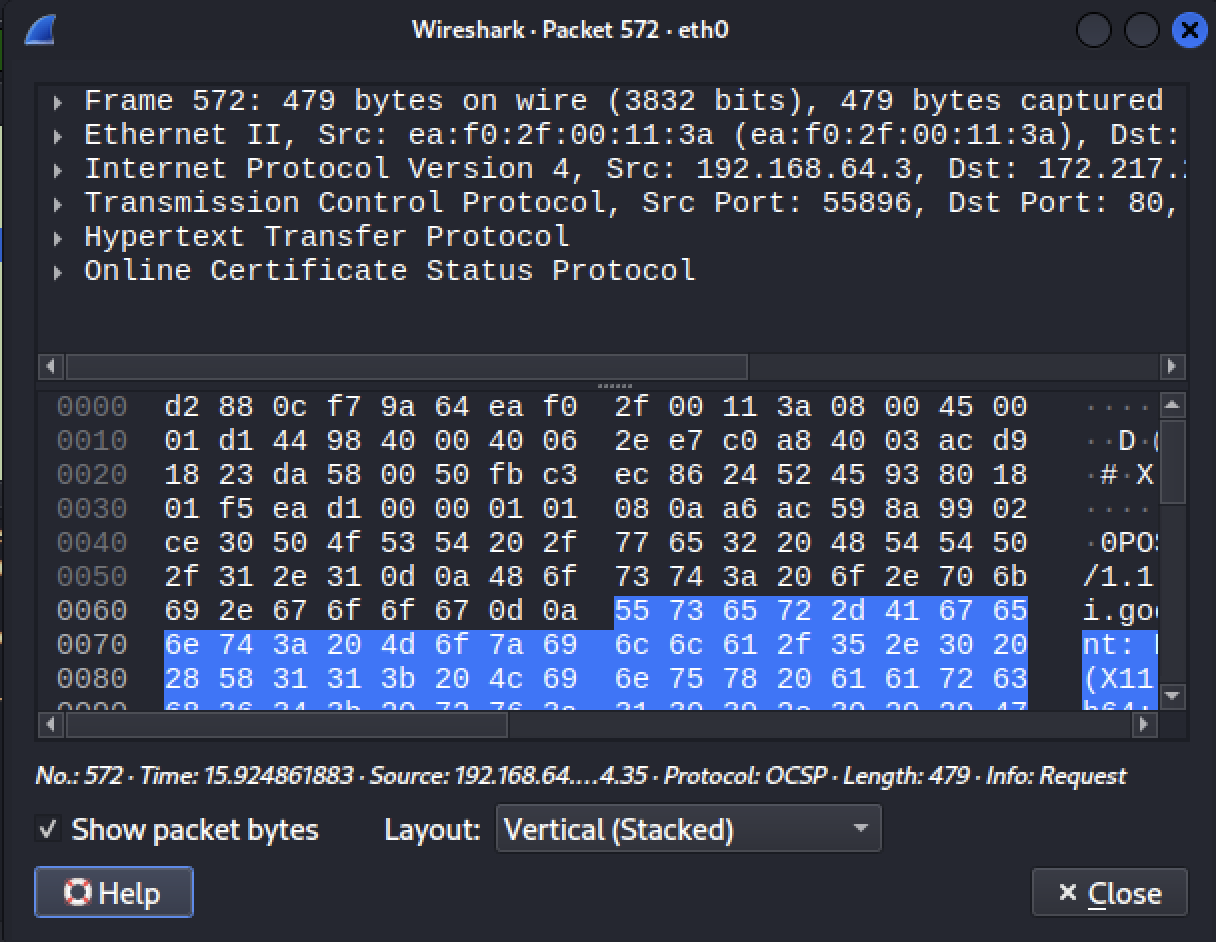 Wireshark · Packet 572 · eth0
Frame 572: 479 bytes on wire (3832 bits), 479 bytes captured
Ethernet II, Src: ea:f0:2f:00:11:3a (ea:f0:2f:00:11:3a), Dst:
Internet Protocol Version 4, Src: 192.168.64.3, Dst: 172.217.
Transmission Control Protocol, Src Port: 55896, Dst Port: 80,
Hypertext Transfer Protocol
Online Certificate Status Protocol
0000 d2 88 0c f7 9a 64 ea f0 2f 00 11 3a 08 00 45 00 ····
0010 01 d1 44 98 40 00 40 06 2e e7 c0 a8 40 03 ac d9 ··D·(
0020 18 23 da 58 00 50 fb c3 ec 86 24 52 45 93 80 18 ·#·X
0030 01 f5 ea d1 00 00 01 01 08 0a a6 ac 59 8a 99 02 ····
0040 ce 30 50 4f 53 54 20 2f 77 65 32 20 48 54 54 50 ·0POS
0050 2f 31 2e 31 0d 0a 48 6f 73 74 3a 20 6f 2e 70 6b /1.1
0060 69 2e 67 6f 6f 67 0d 0a 55 73 65 72 2d 41 67 65 i.goo
0070 6e 74 3a 20 4d 6f 7a 69 6c 6c 61 2f 35 2e 30 20 nt:
0080 28 58 31 31 3b 20 4c 69 6e 75 78 20 61 61 72 63 (X11
No.: 572 · Time: 15.924861883 · Source: 192.168.64....4.35 · Protocol: OCSP · Length: 479 · Info: Request
Show packet bytes Layout: Vertical (Stacked)
Help Close